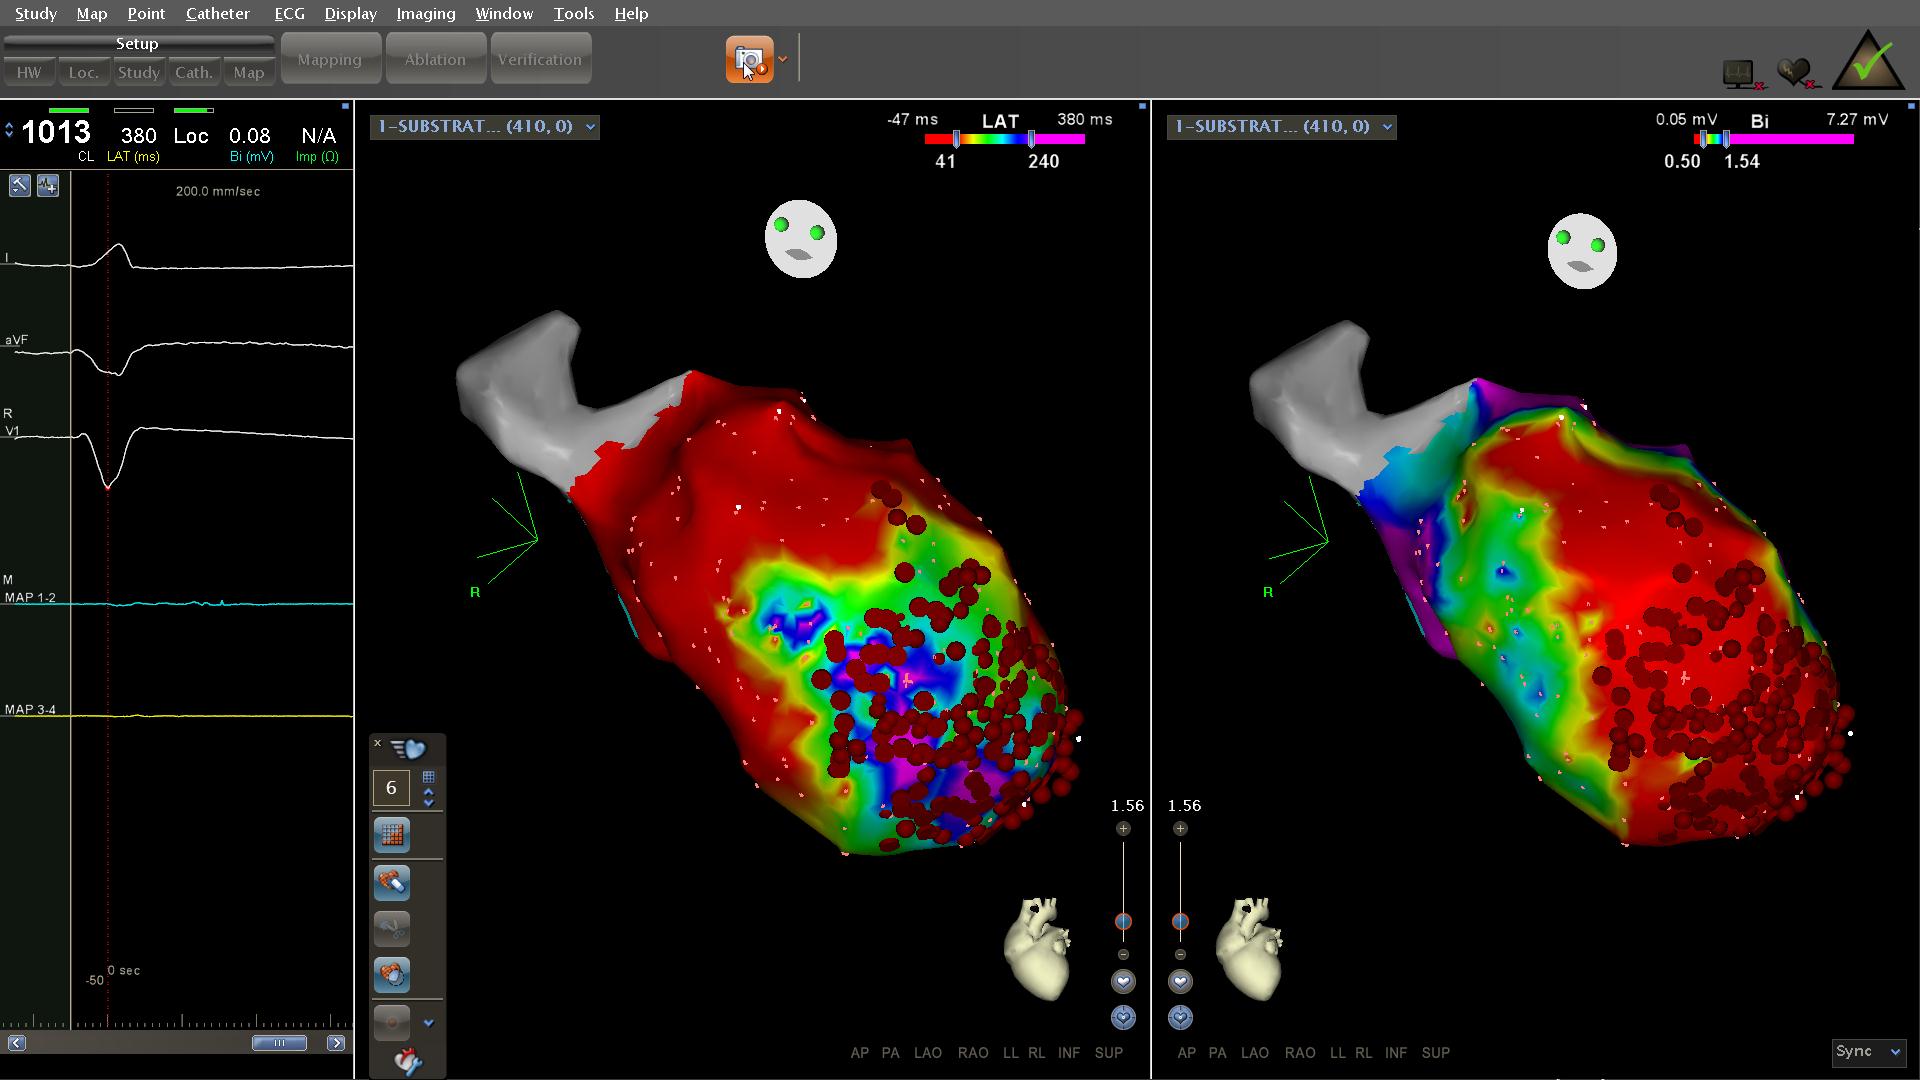 Study Map Point Catheter ECG Display Imaging Window Tools Help
Setup
HW Loc. Study Cath. Map
Mapping Ablation Verification
1013 380 Loc 0.08 N/A
CL LAT (ms) Bi (mV) Imp (Ω)
200.0 mm/sec
I
aVF
R
V1
M
MAP 1-2
MAP 3-4
0 sec
-50
1-SUBSTRAT... (410, 0)
-47 ms LAT 380 ms
41 240
R
6
1.56
AP PA LAO RAO LL RL INF SUP
1-SUBSTRAT... (410, 0)
0.05 mV Bi 7.27 mV
0.50 1.54
R
1.56
AP PA LAO RAO LL RL INF SUP
Sync